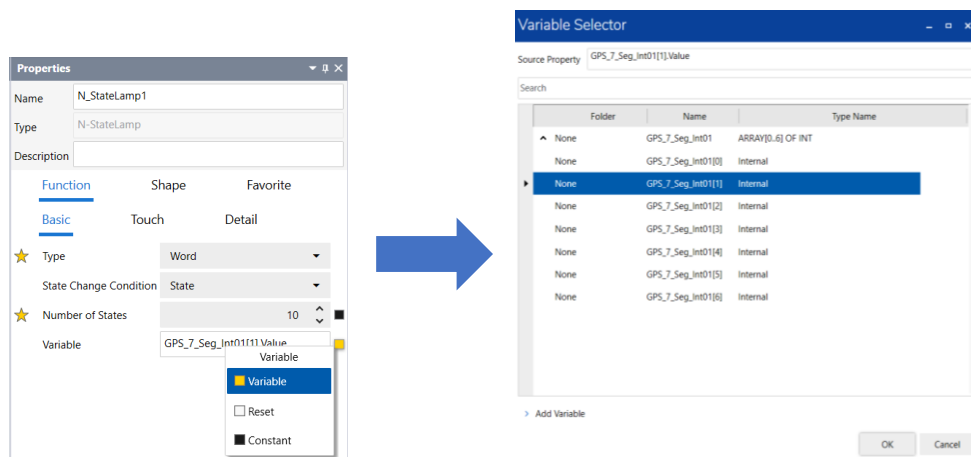 Properties
Name N_StateLamp1
Type N-StateLamp
Description
Function Shape Favorite
Basic Touch Detail
Type Word
State Change Condition State
Number of States 10
Variable GPS_7_Seg_Int01[1].Value
Variable
Variable
Reset
Constant
Variable Selector
Source Property GPS_7_Seg_Int01[1].Value
Search
Folder Name Type Name
None GPS_7_Seg_Int01 ARRAY[0..6] OF INT
None GPS_7_Seg_Int01[0] Internal
None GPS_7_Seg_Int01[1] Internal
None GPS_7_Seg_Int01[2] Internal
None GPS_7_Seg_Int01[3] Internal
None GPS_7_Seg_Int01[4] Internal
None GPS_7_Seg_Int01[5] Internal
None GPS_7_Seg_Int01[6] Internal
Add Variable
OK Cancel